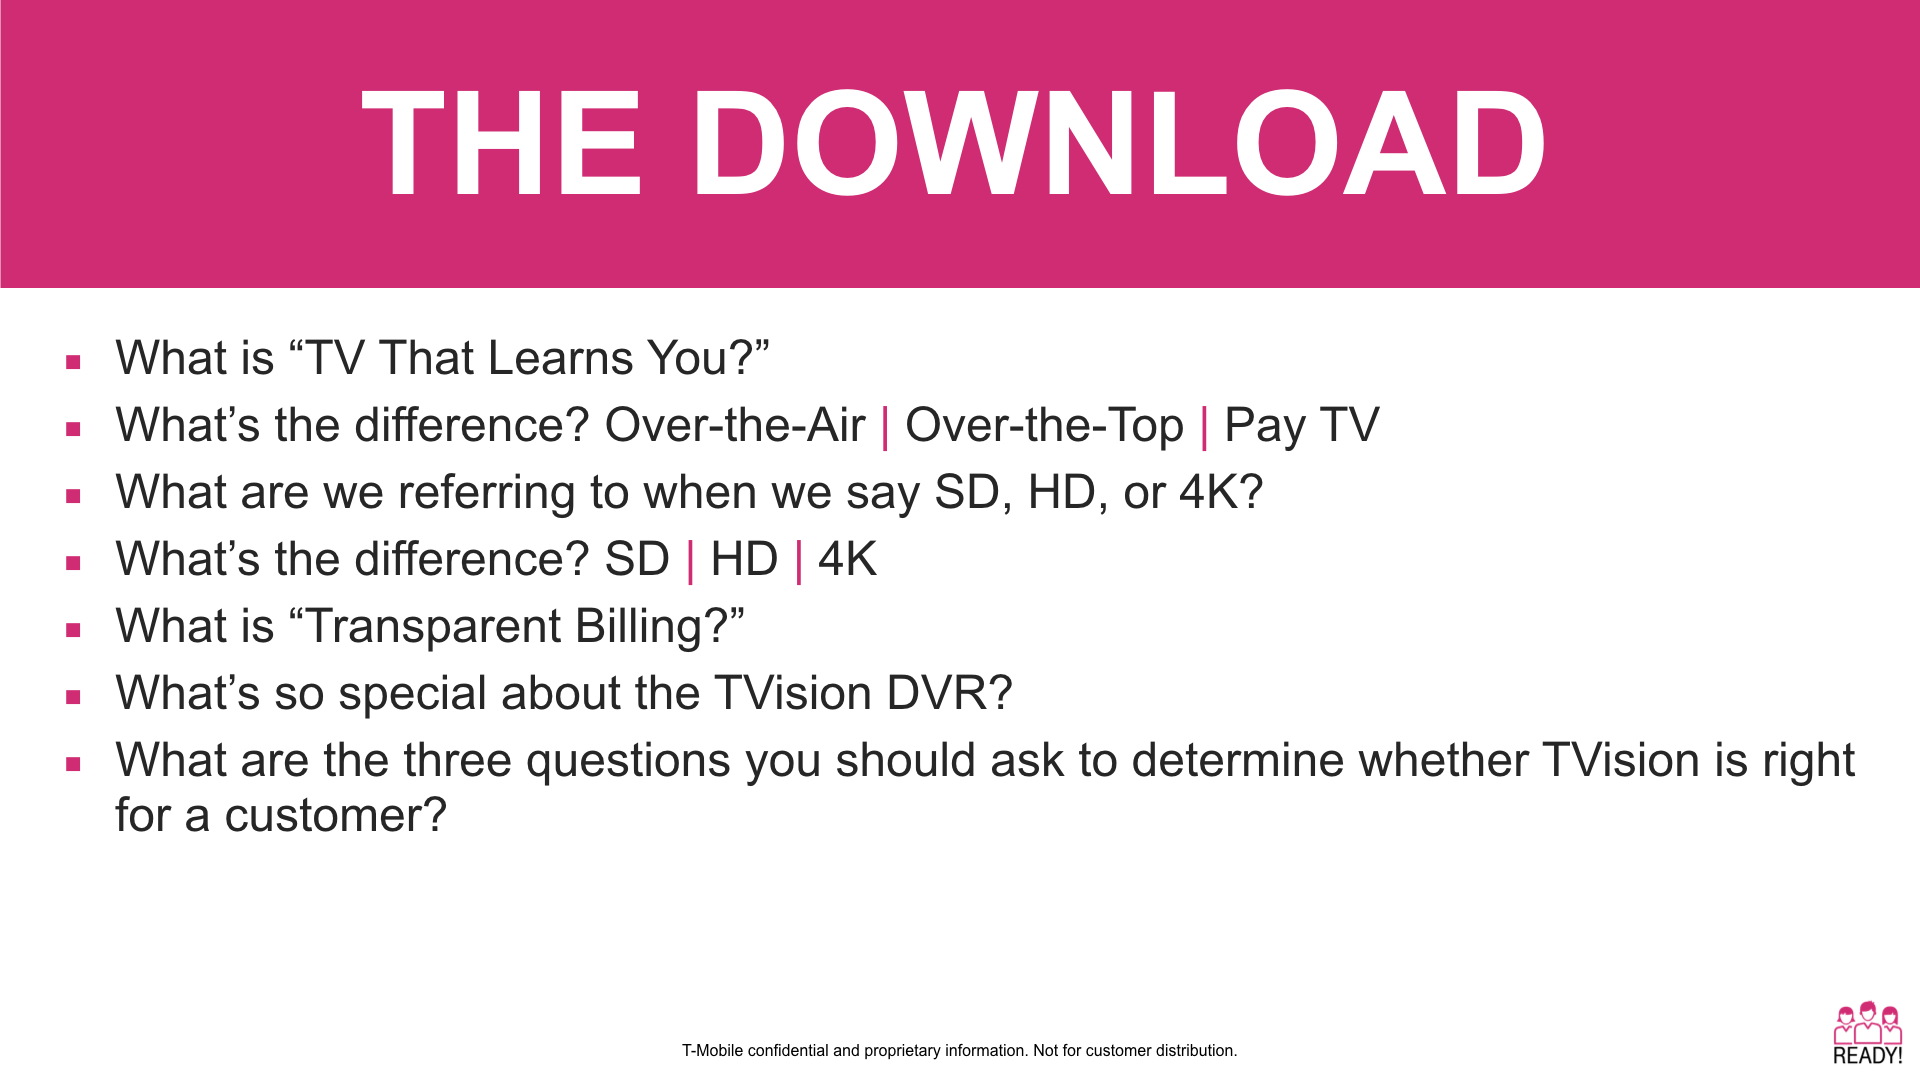 THE DOWNLOAD
▪ What is “TV That Learns You?”
▪ What’s the difference? Over-the-Air | Over-the-Top | Pay TV
▪ What are we referring to when we say SD, HD, or 4K?
▪ What’s the difference? SD | HD | 4K
▪ What is “Transparent Billing?”
▪ What’s so special about the TVision DVR?
▪ What are the three questions you should ask to determine whether TVision is right
for a customer?
T-Mobile confidential and proprietary information. Not for customer distribution.
READY!